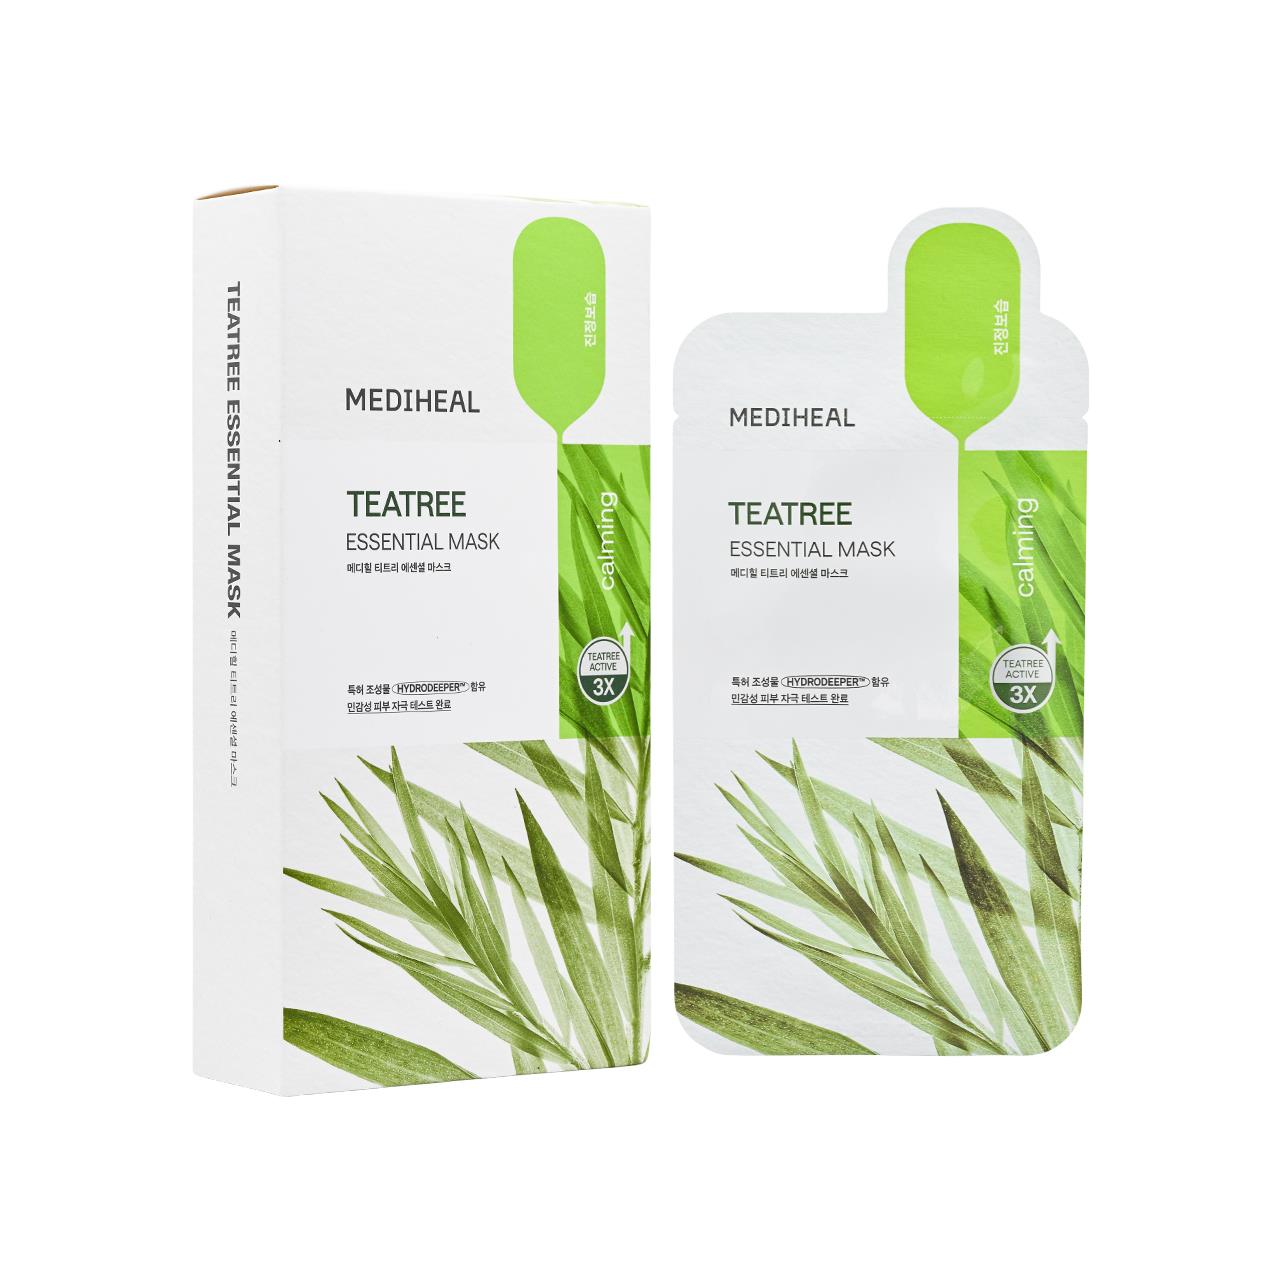 TEATREE ESSENTIAL MASK 메디힐 티트리 에센셜 마스크
진정보습
MEDIHEAL
TEATREE
ESSENTIAL MASK
메디힐 티트리 에센셜 마스크
calming
TEATREE
ACTIVE
3X
특허 조성물 HYDRODEEPER™ 함유
민감성 피부 자극 테스트 완료
진정보습
MEDIHEAL
TEATREE
ESSENTIAL MASK
메디힐 티트리 에센셜 마스크
calming
TEATREE
ACTIVE
3X
특허 조성물 HYDRODEEPER™ 함유
민감성 피부 자극 테스트 완료